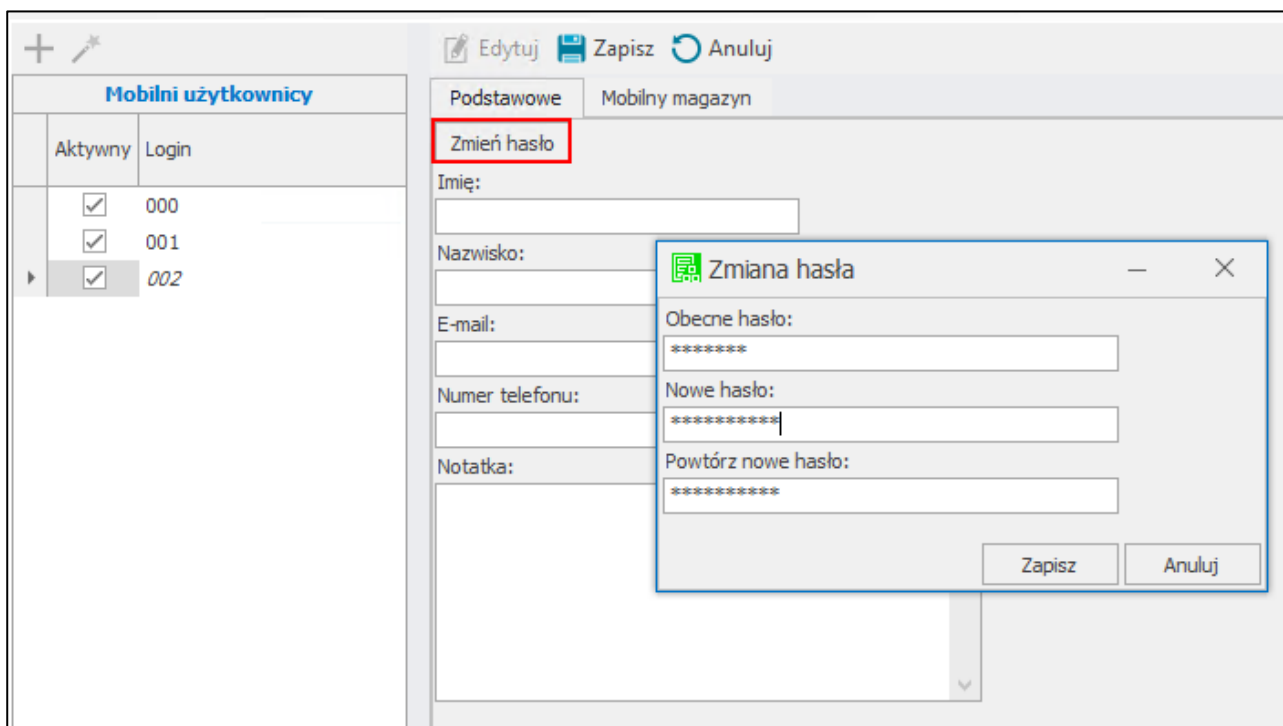 Edytuj Zapisz Anuluj
Mobilni użytkownicy
Aktywny Login
000
001
002
Podstawowe Mobilny magazyn
Zmień hasło
Imię:
Nazwisko:
E-mail:
Numer telefonu:
Notatka:
Zmiana hasła
Obecne hasło:
*******
Nowe hasło:
**********
Powtórz nowe hasło:
**********
Zapisz Anuluj